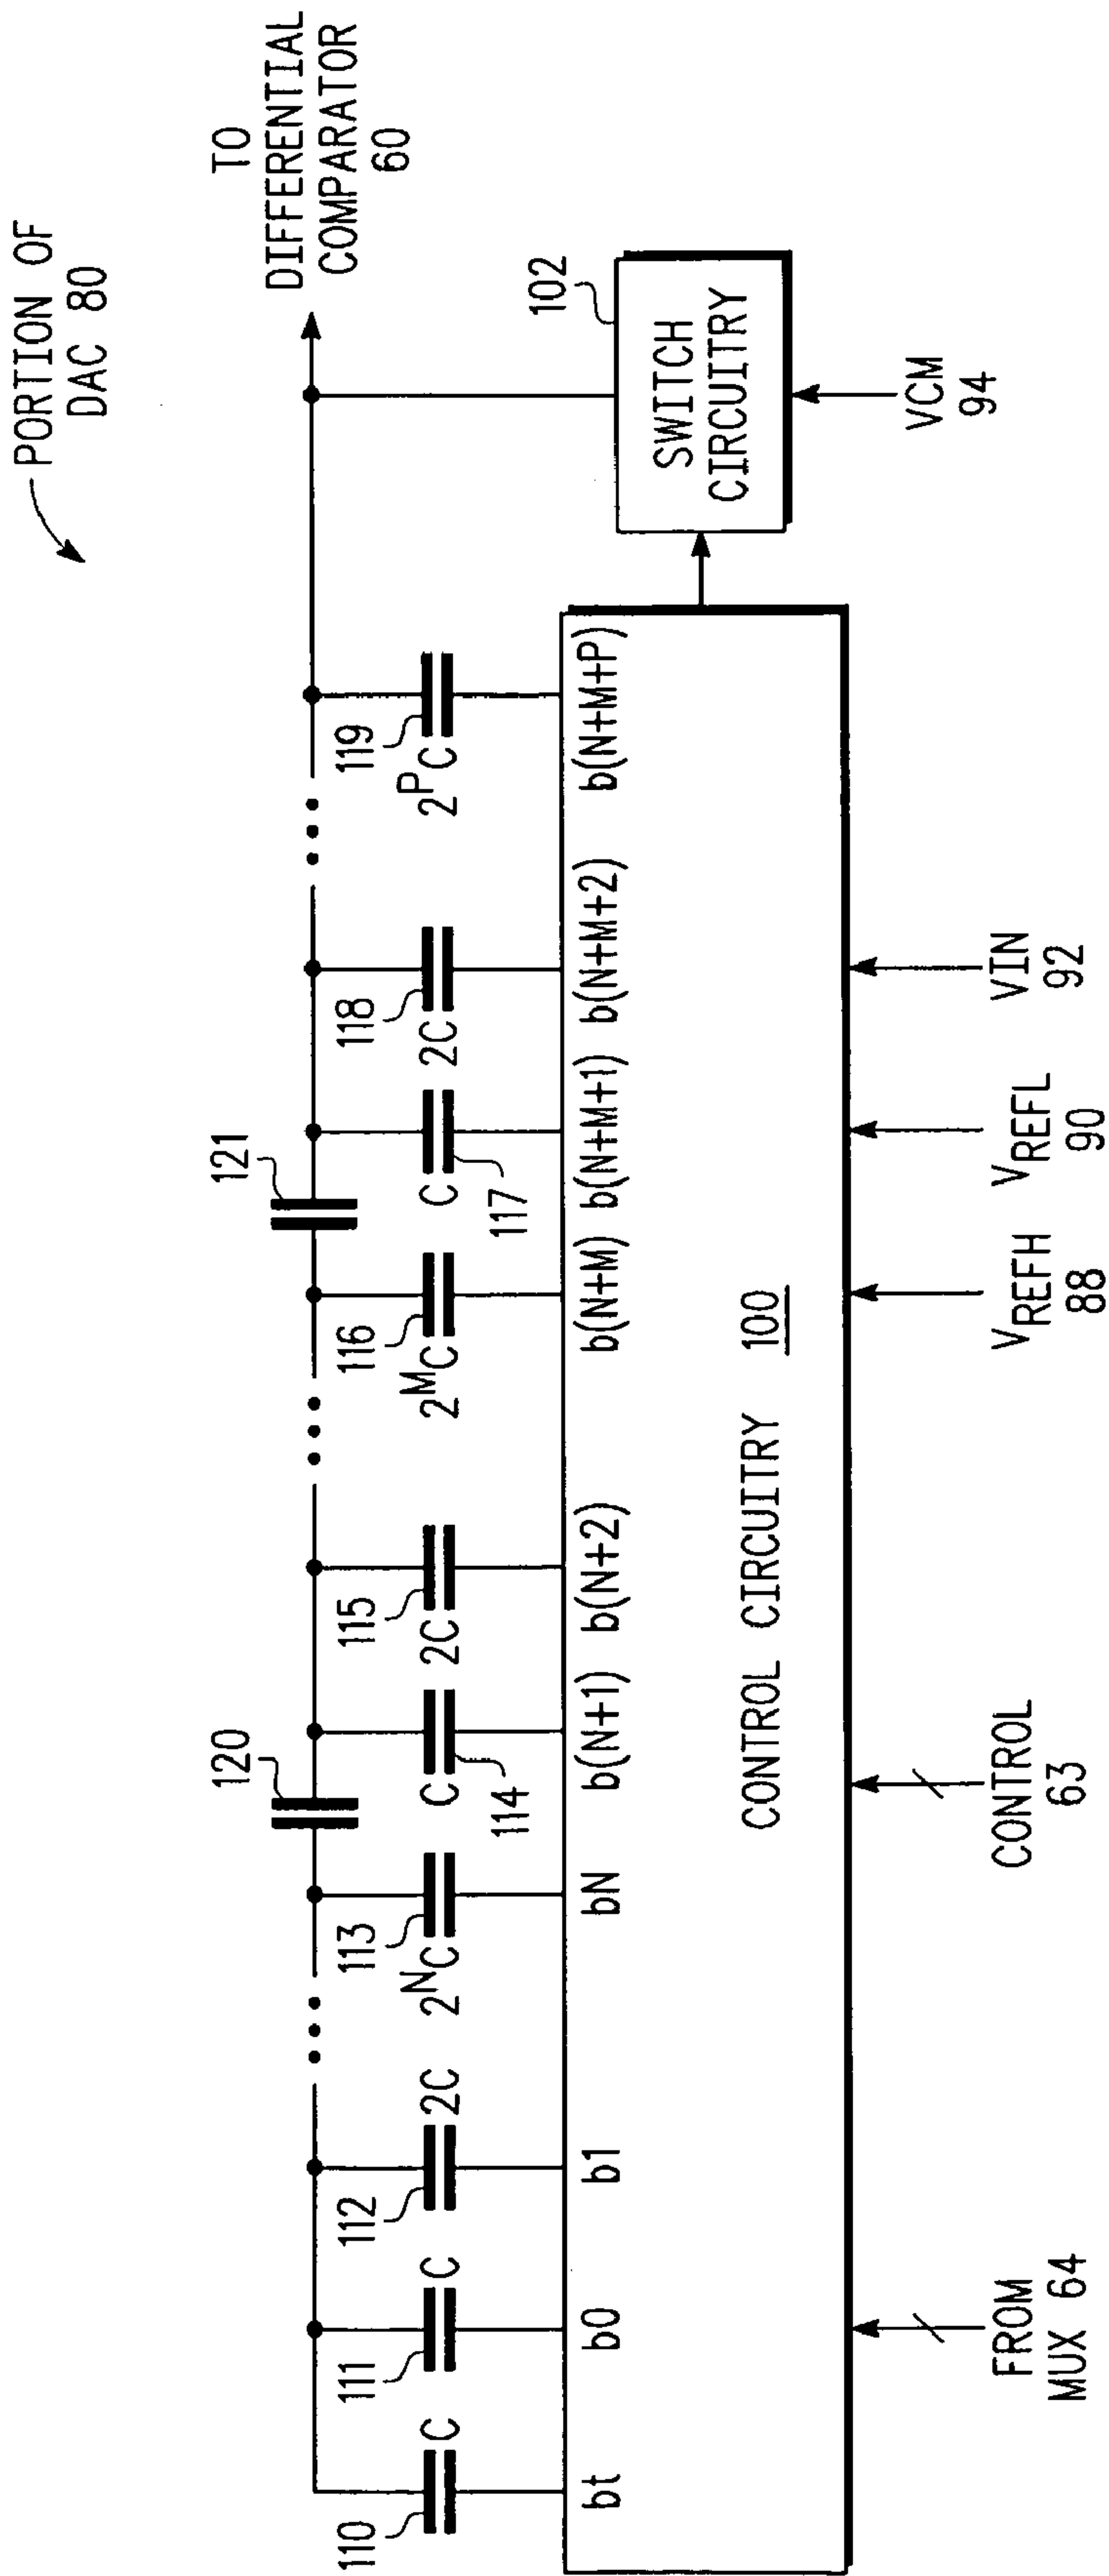 PORTION OF
DAC 80
TO
DIFFERENTIAL
COMPARATOR
60
120
121
110
C
111
C
112
2C
113
2^N C
114
C
115
2C
116
2^M C
117
C
118
2C
119
2^P C
bt
b0
b1
bN
b(N+1)
b(N+2)
b(N+M)
b(N+M+1)
b(N+M+2)
b(N+M+P)
CONTROL CIRCUITRY 100
102
SWITCH
CIRCUITRY
VCM
94
FROM
MUX 64
CONTROL
63
VREFH
88
VREFL
90
VIN
92